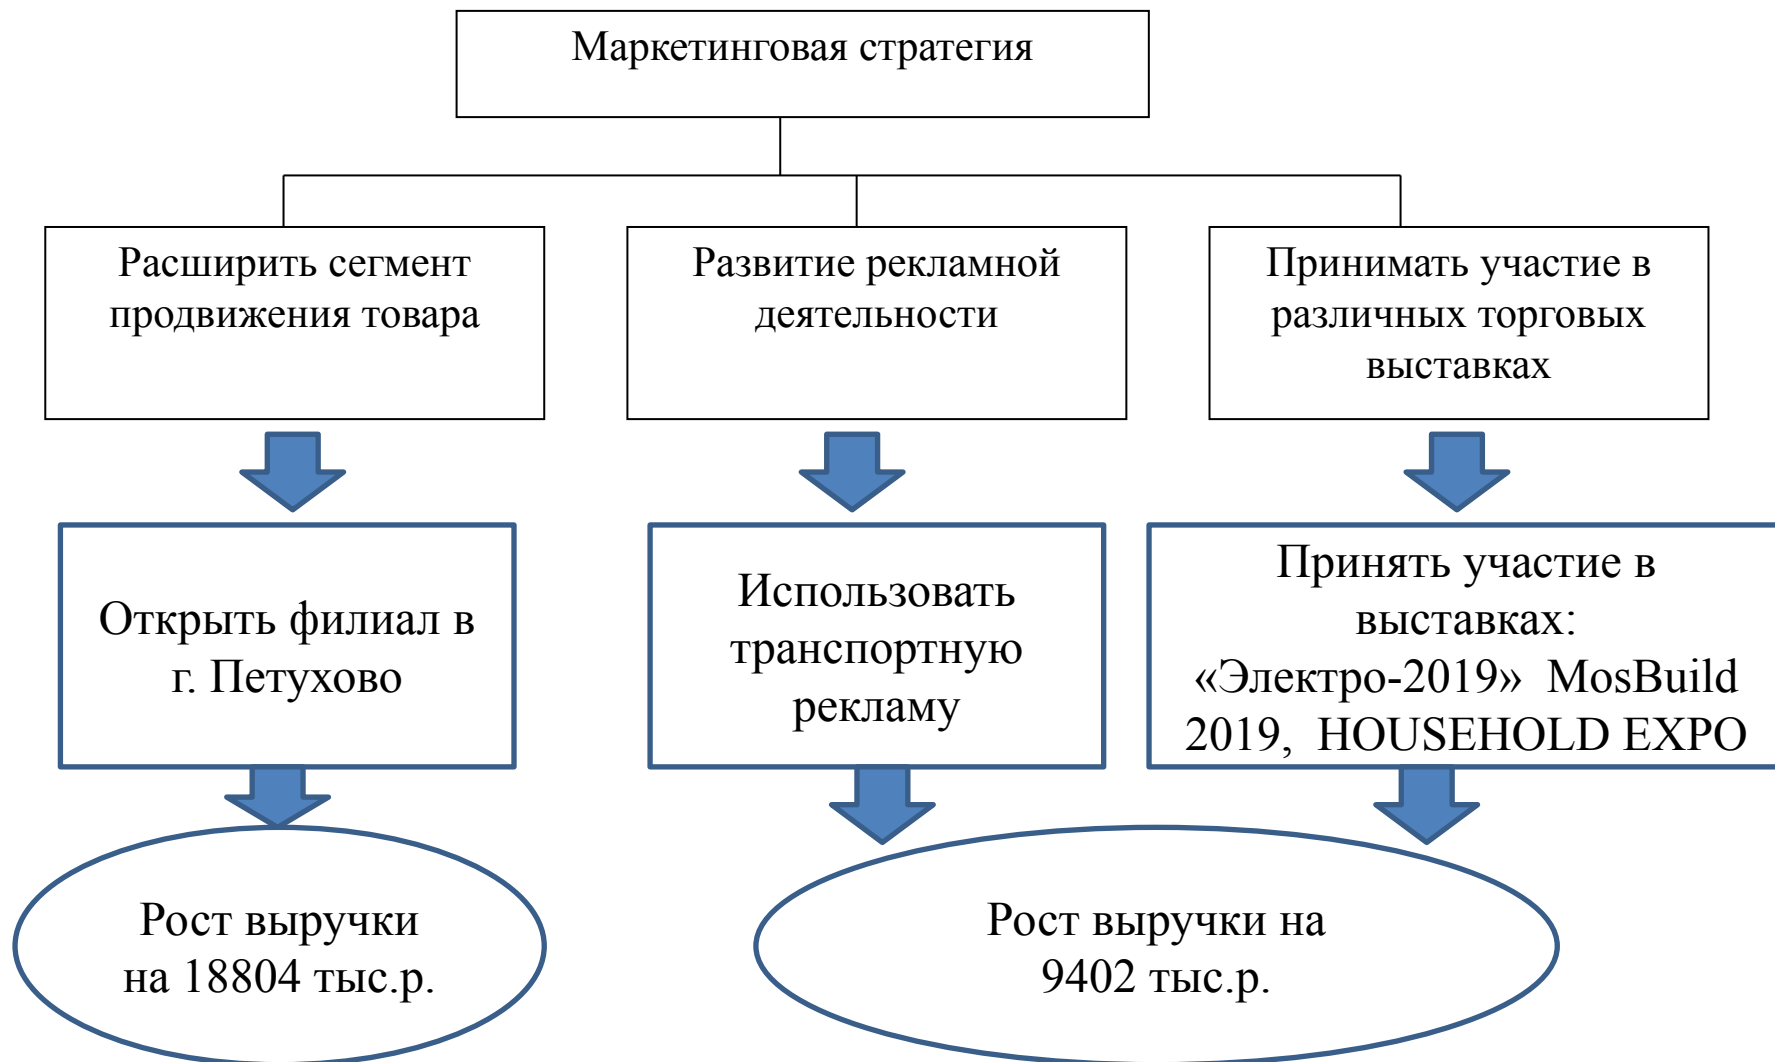 Маркетинговая стратегия
Расширить сегмент
продвижения товара
Развитие рекламной
деятельности
Принимать участие в
различных торговых
выставках
Открыть филиал в
г. Петухово
Использовать
транспортную
рекламу
Принять участие в
выставках:
«Электро-2019» MosBuild
2019, HOUSEHOLD EXPO
Рост выручки
на 18804 тыс.р.
Рост выручки на
9402 тыс.р.